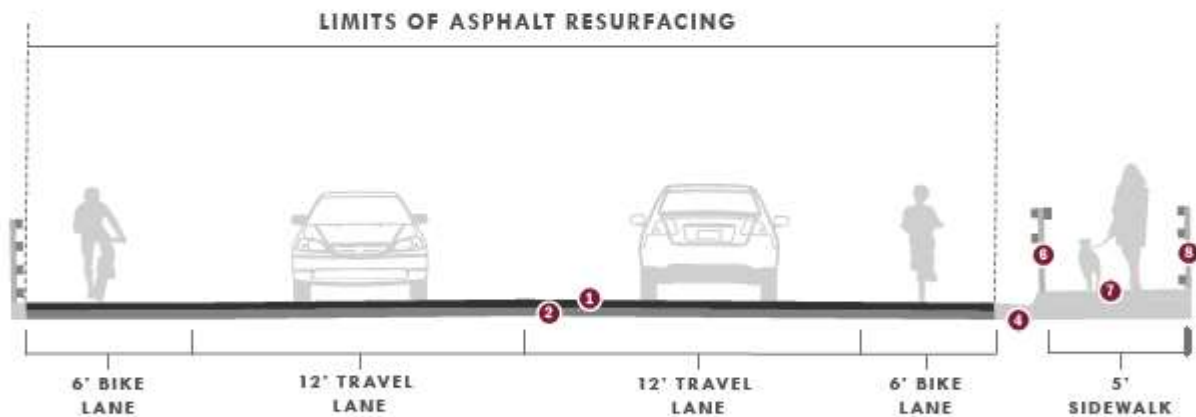 LIMITS OF ASPHALT RESURFACING
6
8
1
7
2
4
6' BIKE
LANE
12' TRAVEL
LANE
12' TRAVEL
LANE
6' BIKE
LANE
5'
SIDEWALK